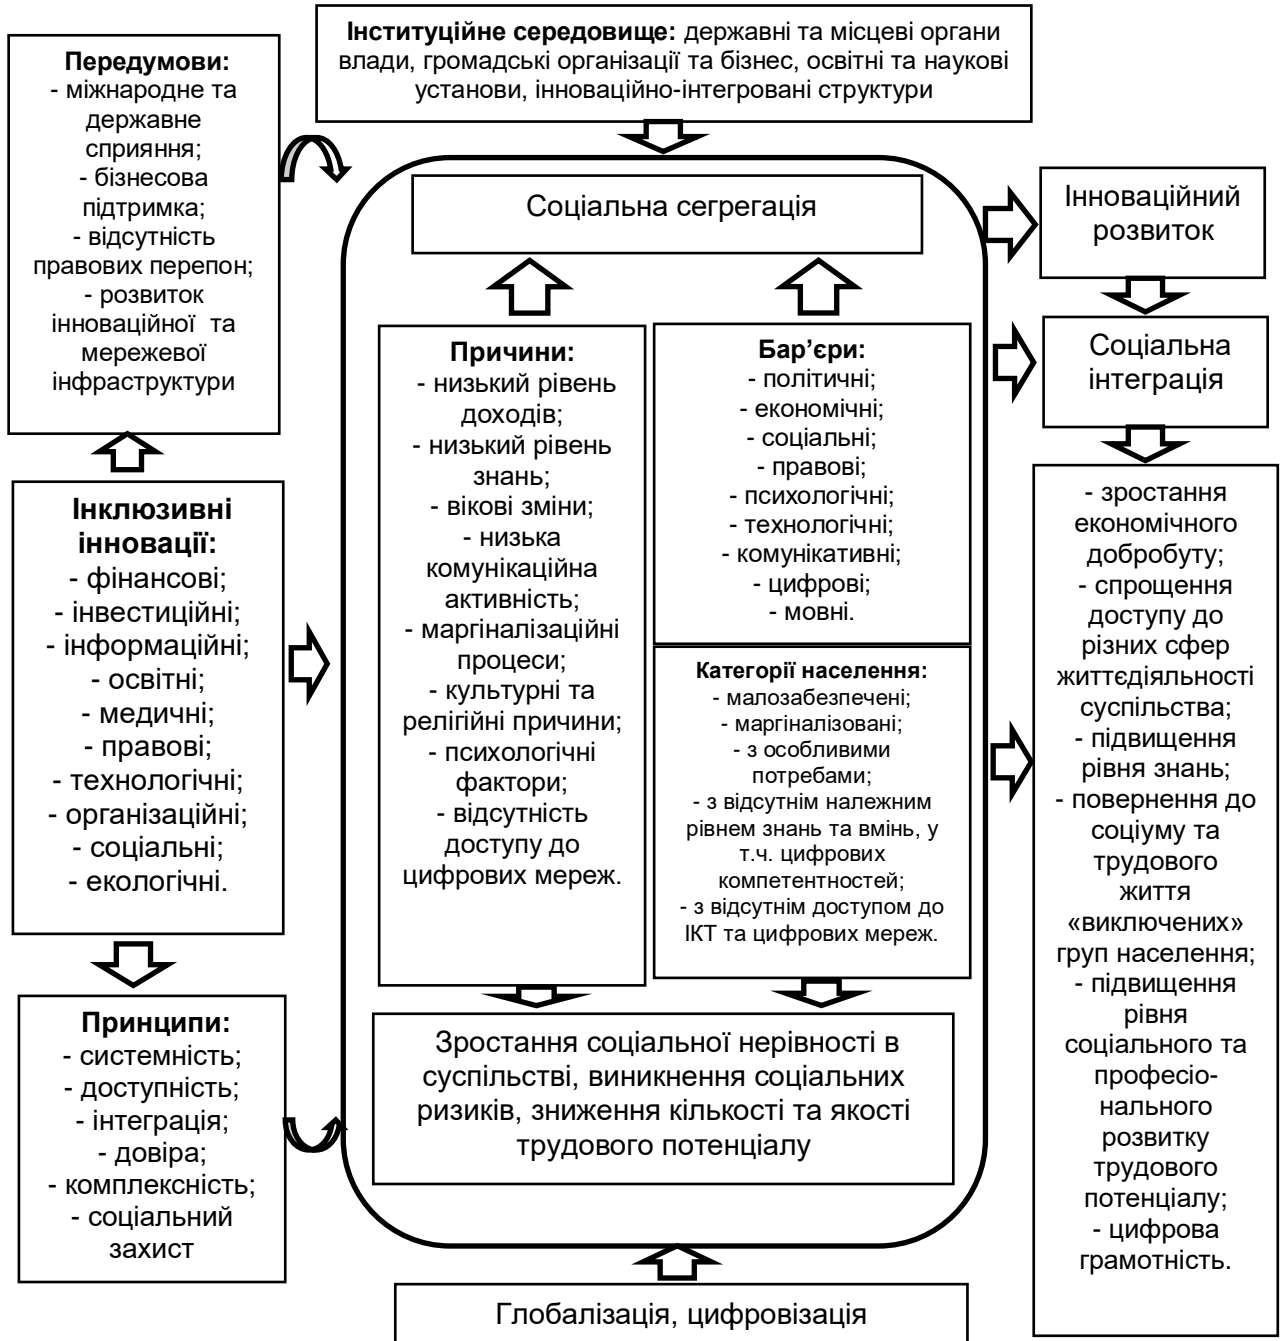 Інституційне середовище: державні та місцеві органи
влади, громадські організації та бізнес, освітні та наукові
установи, інноваційно-інтегровані структури
Передумови:
- міжнародне та
державне
сприяння;
- бізнесова
підтримка;
- відсутність
правових перепон;
- розвиток
інноваційної та
мережевої
інфраструктури
Інклюзивні
інновації:
- фінансові;
- інвестиційні;
- інформаційні;
- освітні;
- медичні;
- правові;
- технологічні;
- організаційні;
- соціальні;
- екологічні.
Принципи:
- системність;
- доступність;
- інтеграція;
- довіра;
- комплексність;
- соціальний
захист
Соціальна сегрегація
Причини:
- низький рівень
доходів;
- низький рівень
знань;
- вікові зміни;
- низька
комунікаційна
активність;
- маргіналізаційні
процеси;
- культурні та
релігійні причини;
- психологічні
фактори;
- відсутність
доступу до
цифрових мереж.
Бар’єри:
- політичні;
- економічні;
- соціальні;
- правові;
- психологічні;
- технологічні;
- комунікативні;
- цифрові;
- мовні.
Категорії населення:
- малозабезпечені;
- маргіналізовані;
- з особливими
потребами;
- з відсутнім належним
рівнем знань та вмінь, у
т.ч. цифрових
компетентностей;
- з відсутнім доступом до
ІКТ та цифрових мереж.
Зростання соціальної нерівності в
суспільстві, виникнення соціальних
ризиків, зниження кількості та якості
трудового потенціалу
Глобалізація, цифровізація
Інноваційний
розвиток
Соціальна
інтеграція
- зростання
економічного
добробуту;
- спрощення
доступу до
різних сфер
життєдіяльності
суспільства;
- підвищення
рівня знань;
- повернення до
соціуму та
трудового
життя
«виключених»
груп населення;
- підвищення
рівня
соціального та
професіо-
нального
розвитку
трудового
потенціалу;
- цифрова
грамотність.